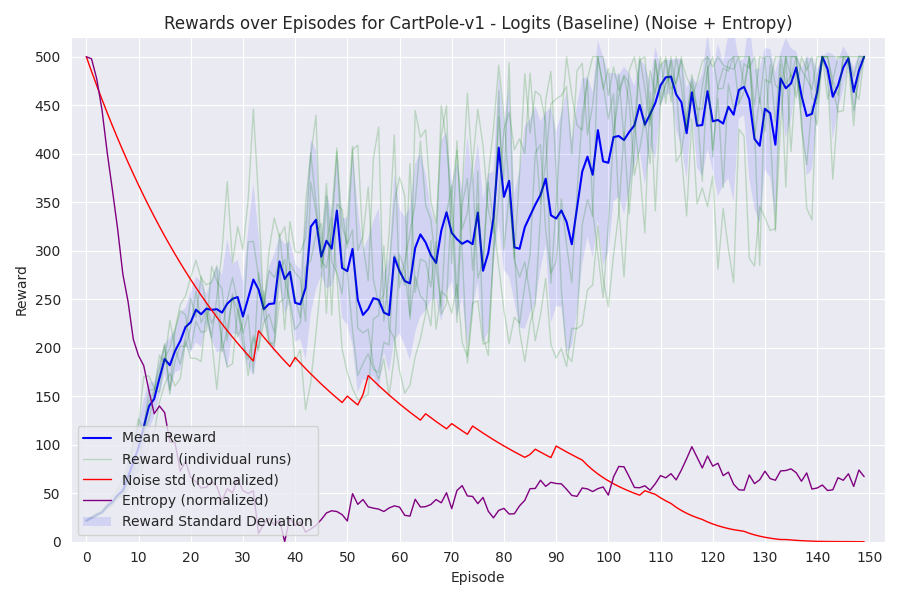 Rewards over Episodes for CartPole-v1 - Logits (Baseline) (Noise + Entropy)
500
450
400
350
300
250
200
150
100
50
0
Reward
Mean Reward
Reward (individual runs)
Noise std (normalized)
Entropy (normalized)
Reward Standard Deviation
0 10 20 30 40 50 60 70 80 90 100 110 120 130 140 150
Episode